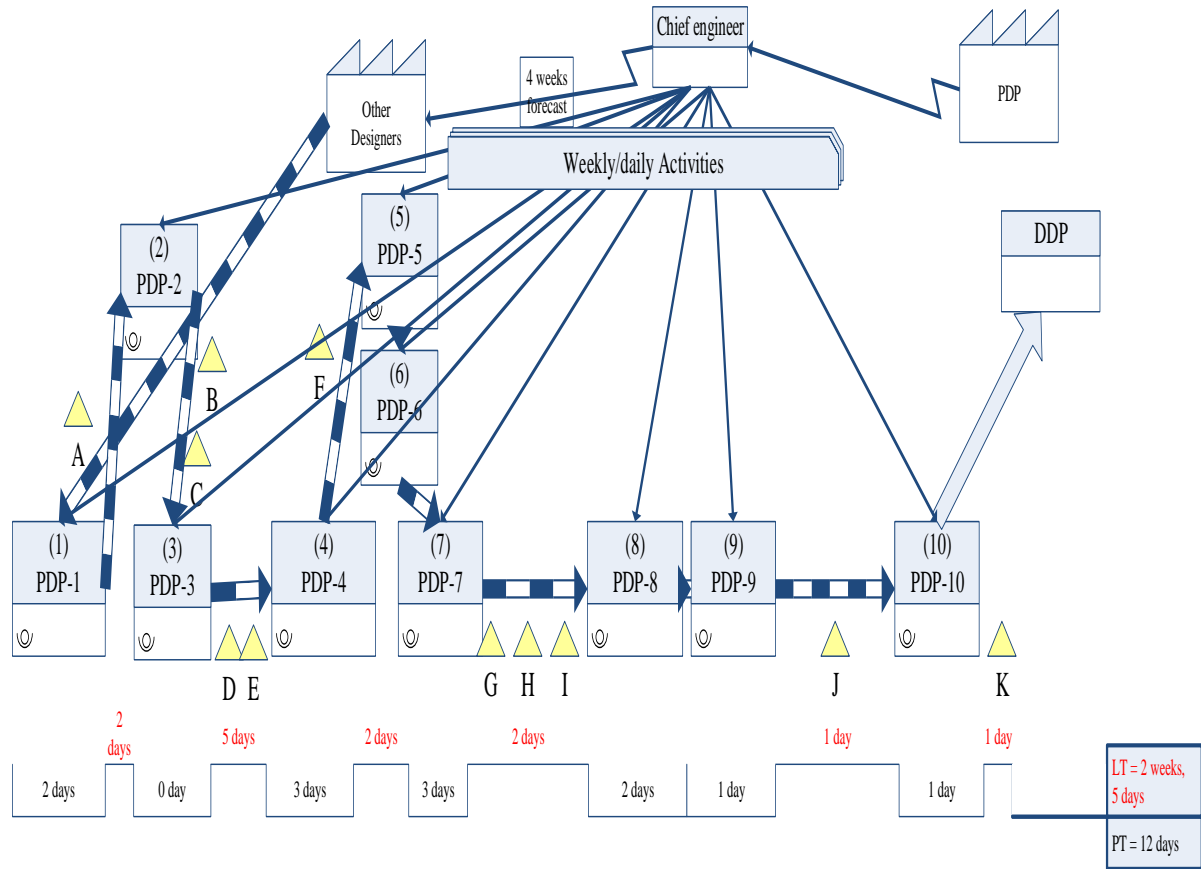 Chief engineer
4 weeks
forecast
PDP
Other
Designers
Weekly/daily Activities
(5)
PDP-5
(2)
PDP-2
DDP
B
F
(6)
PDP-6
A
C
(1)
PDP-1
(3)
PDP-3
(4)
PDP-4
(7)
PDP-7
(8)
PDP-8
(9)
PDP-9
(10)
PDP-10
D
E
G
H
I
J
K
2
days
5 days
2 days
2 days
1 day
1 day
2 days
0 day
3 days
3 days
2 days
1 day
1 day
LT = 2 weeks,
5 days
PT = 12 days